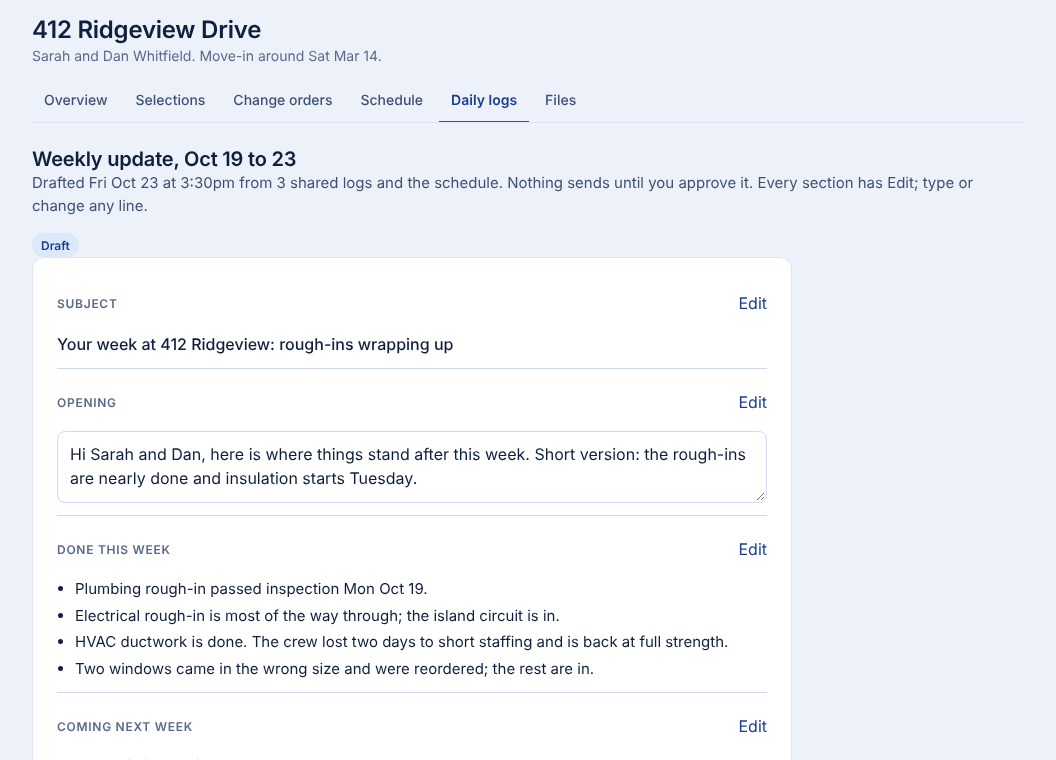 412 Ridgeview Drive
Sarah and Dan Whitfield. Move-in around Sat Mar 14.
Overview Selections Change orders Schedule Daily logs Files
Weekly update, Oct 19 to 23
Drafted Fri Oct 23 at 3:30pm from 3 shared logs and the schedule. Nothing sends until you approve it. Every section has Edit; type or
change any line.
Draft
SUBJECT Edit
Your week at 412 Ridgeview: rough-ins wrapping up
OPENING Edit
Hi Sarah and Dan, here is where things stand after this week. Short version: the rough-ins
are nearly done and insulation starts Tuesday.
DONE THIS WEEK Edit
• Plumbing rough-in passed inspection Mon Oct 19.
• Electrical rough-in is most of the way through; the island circuit is in.
• HVAC ductwork is done. The crew lost two days to short staffing and is back at full strength.
• Two windows came in the wrong size and were reordered; the rest are in.
COMING NEXT WEEK Edit